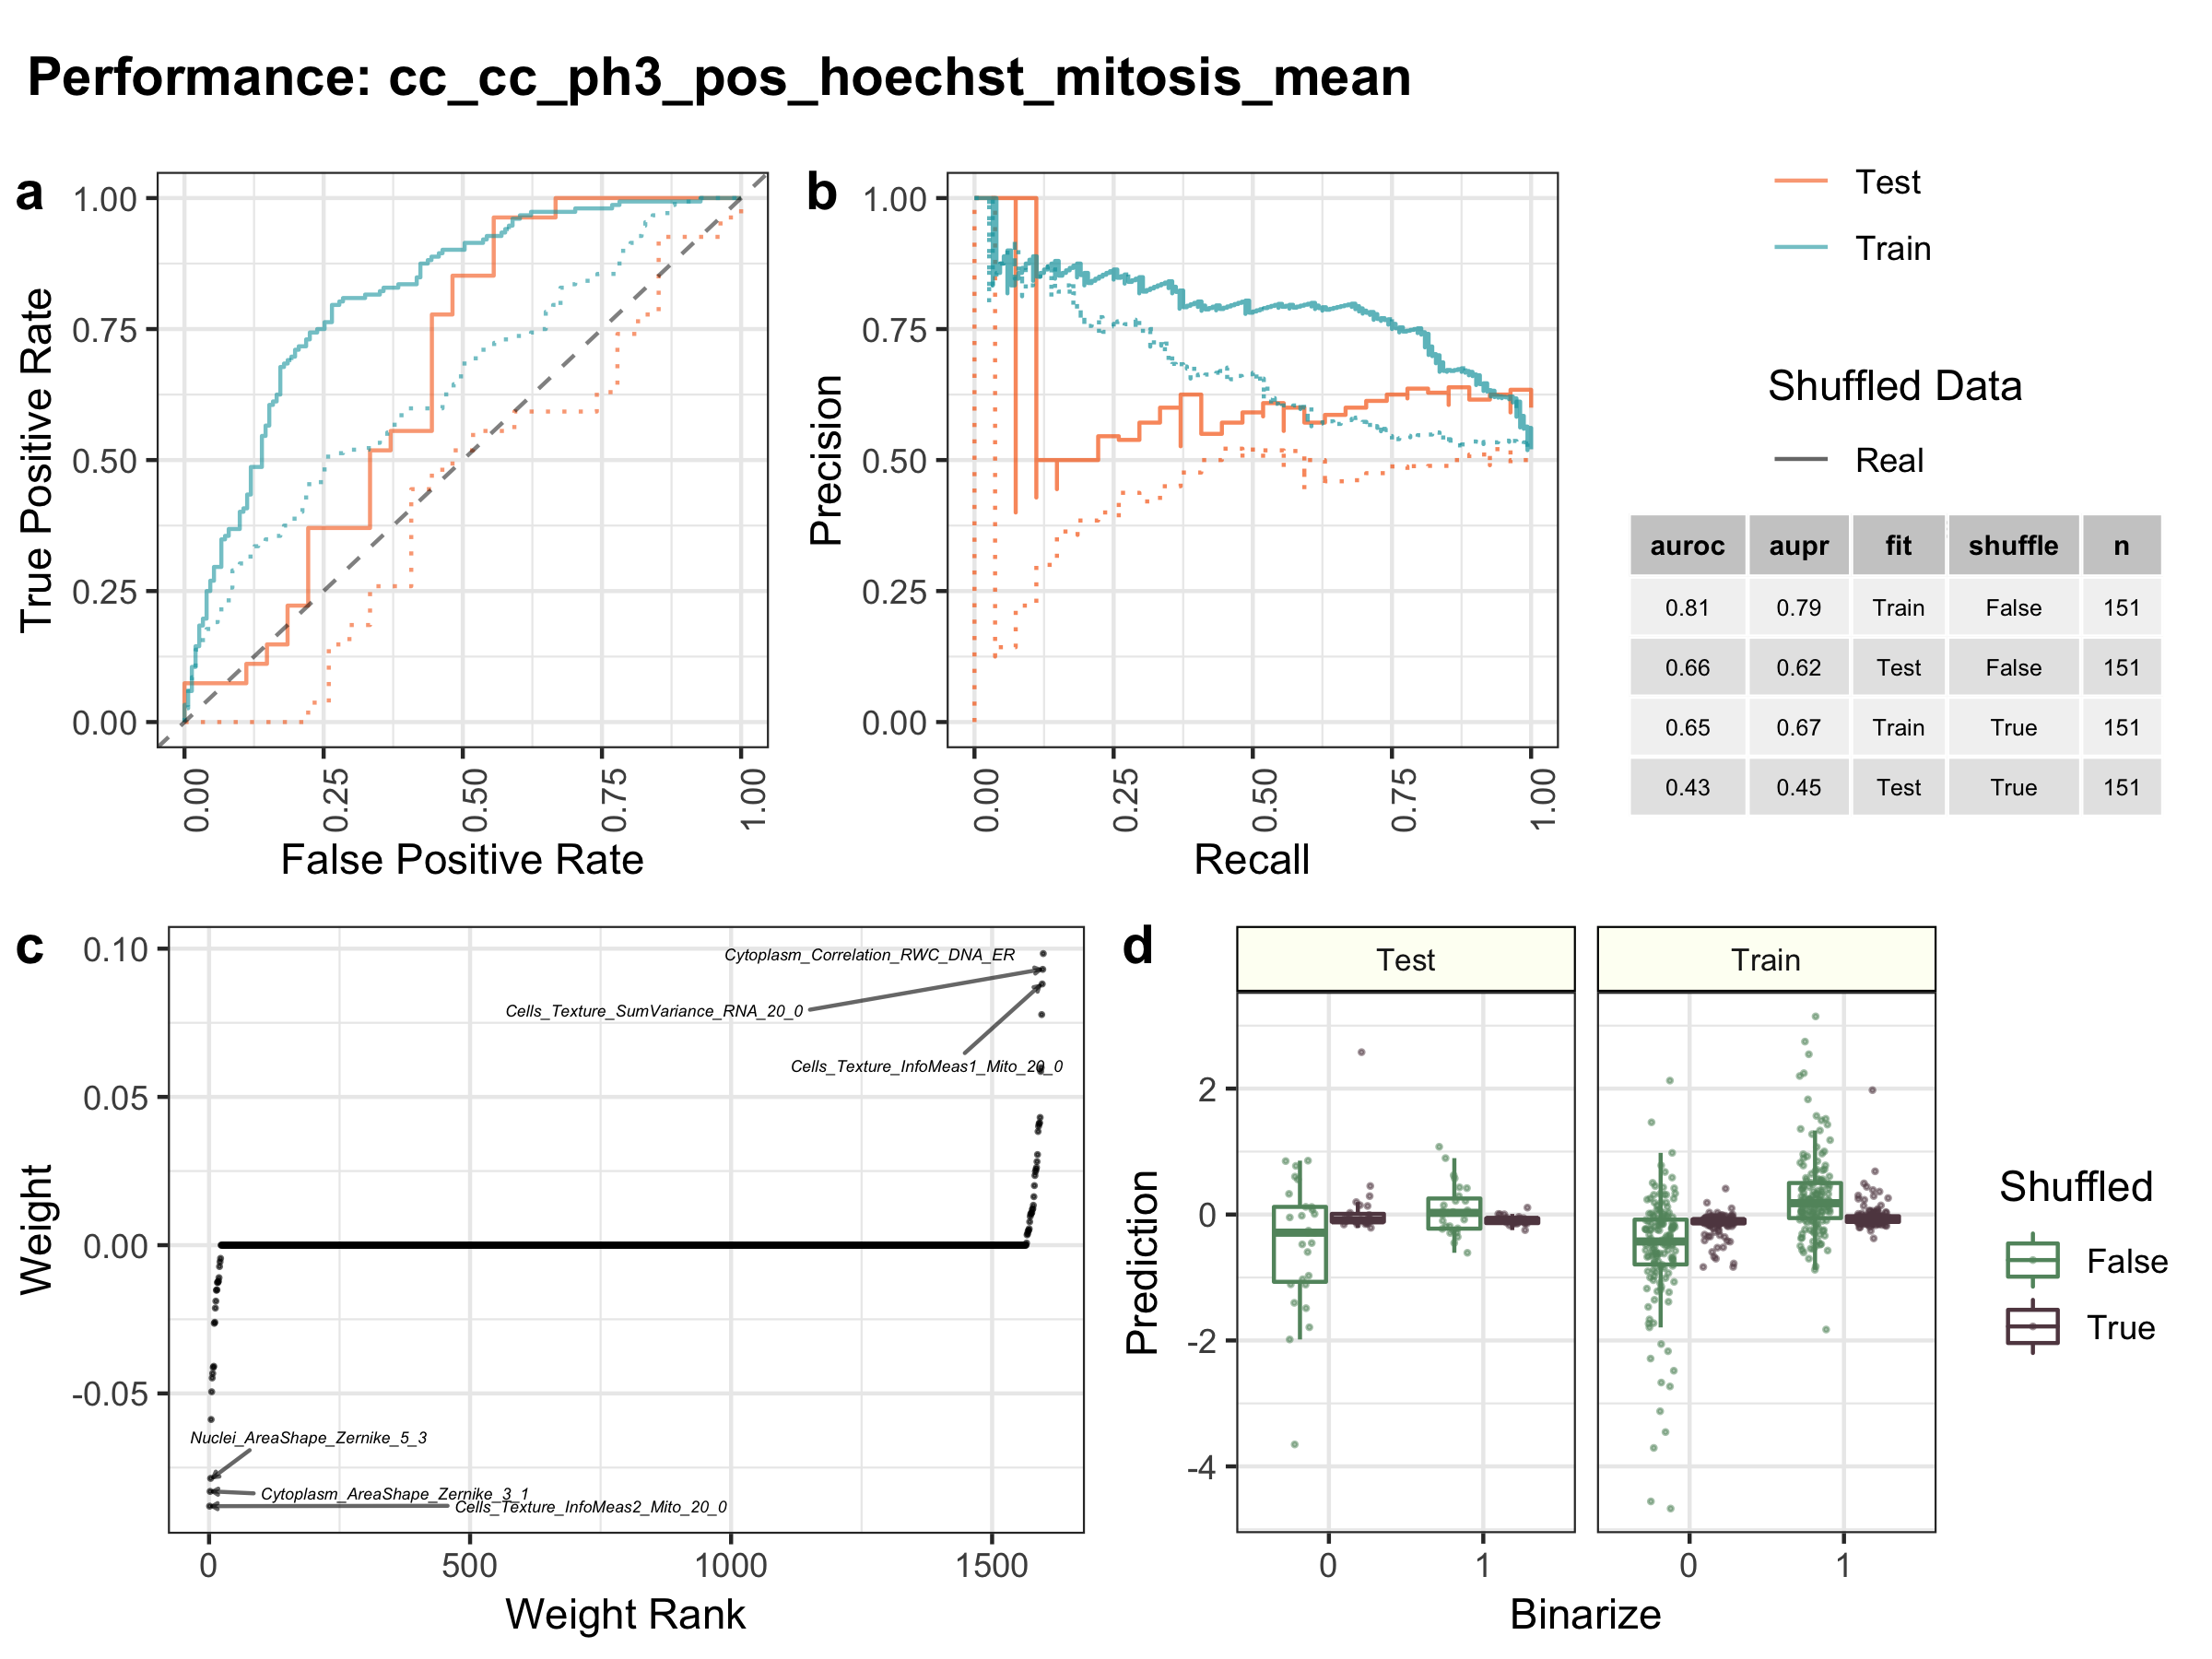 Performance: cc_cc_ph3_pos_hoechst_mitosis_mean
a
1.00
0.75
0.50
0.25
0.00
True Positive Rate
0.00
0.25
0.50
0.75
1.00
False Positive Rate
b
1.00
0.75
0.50
0.25
0.00
Precision
0.00
0.25
0.50
0.75
1.00
Recall
Test
Train
Shuffled Data
Real
auroc aupr fit shuffle n
0.81 0.79 Train False 151
0.66 0.62 Test False 151
0.65 0.67 Train True 151
0.43 0.45 Test True 151
c
0.10
0.05
0.00
-0.05
Weight
Cytoplasm_Correlation_RWC_DNA_ER
Cells_Texture_SumVariance_RNA_20_0
Cells_Texture_InfoMeas1_Mito_20_0
Nuclei_AreaShape_Zernike_5_3
Cytoplasm_AreaShape_Zernike_3_1
Cells_Texture_InfoMeas2_Mito_20_0
0
500
1000
1500
Weight Rank
d
Test
Train
2
0
-2
-4
Prediction
0
1
0
1
Binarize
Shuffled
False
True